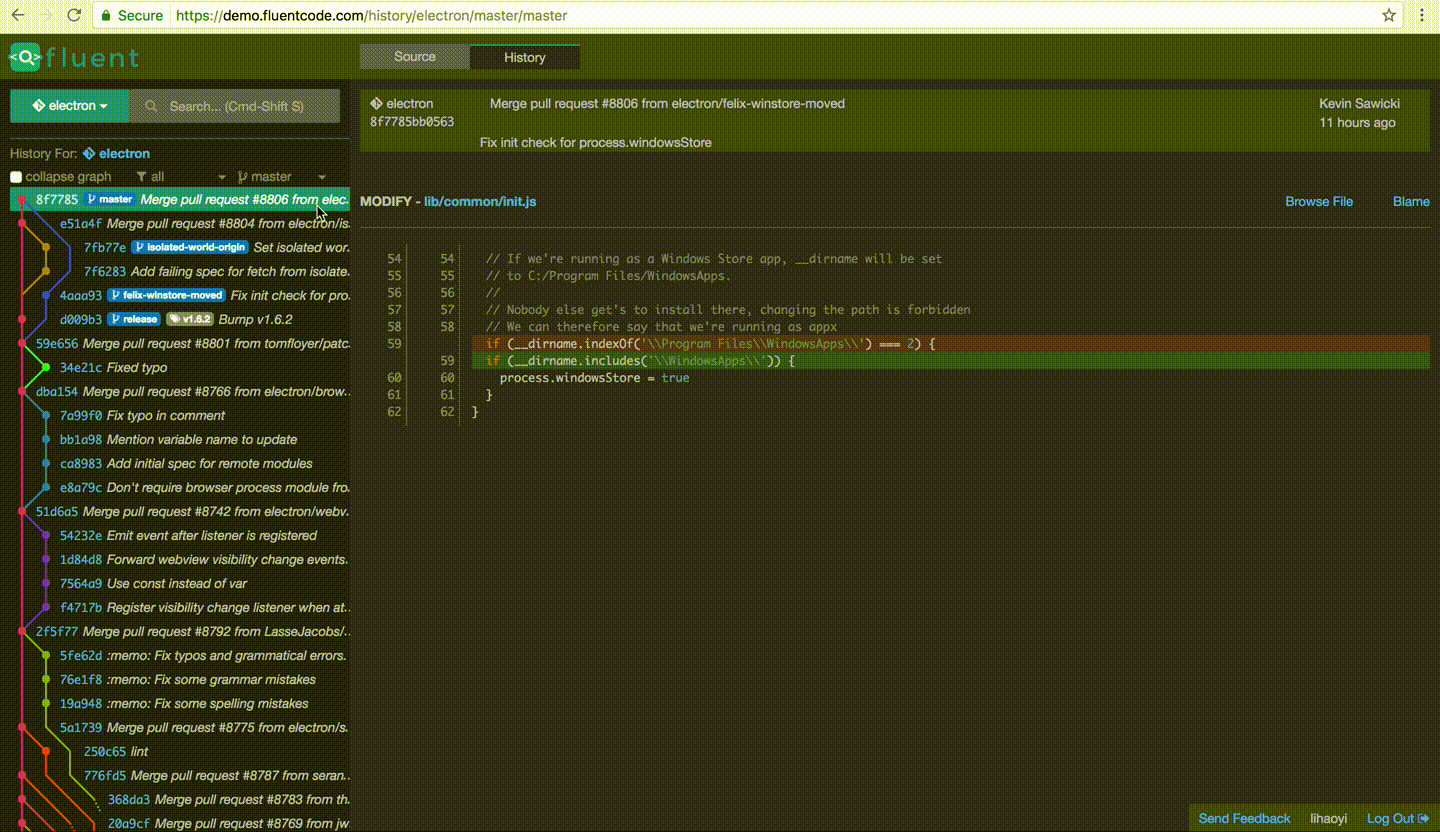 Secure https://demo.fluentcode.com/history/electron/master/master
<Q> fluent
Source History
electron Search... (Cmd-Shift S)
electron Merge pull request #8806 from electron/felix-winstore-moved Kevin Sawicki
8f7785bb0563 11 hours ago
Fix init check for process.windowsStore
History For: electron
collapse graph all master
MODIFY - lib/common/init.js Browse File Blame
8f7785 master Merge pull request #8806 from elec.
e51a4f Merge pull request #8804 from electron/is
7fb77e isolated-world-origin Set isolated wor.
7f6283 Add failing spec for fetch from isolate.
4aaa93 felix-winstore-moved Fix init check for pro.
d009b3 release v1.6.2 Bump v1.6.2
59e656 Merge pull request #8801 from tomfloyer/patc.
34e21c Fixed typo
dba154 Merge pull request #8766 from electron/brow..
7a99f0 Fix typo in comment
bb1a98 Mention variable name to update
ca8983 Add initial spec for remote modules
e8a79c Don't require browser process module fro.
51d6a5 Merge pull request #8742 from electron/webv.
54232e Emit event after listener is registered
1d84d8 Forward webview visibility change events.
7564a9 Use const instead of var
f4717b Register visibility change listener when at..
2f5f77 Merge pull request #8792 from LasseJacobs/..
5fe62d :memo: Fix typos and grammatical errors.
76e1f8 :memo: Fix some grammar mistakes
19a948 :memo: Fix some spelling mistakes
5a1739 Merge pull request #8775 from electron/s.
250c65 lint
776fd5 Merge pull request #8787 from seran..
368da3 Merge pull request #8783 from th.
20a9cf Merge pull request #8769 from jw
54 54 // If we're running as a Windows Store app, __dirname will be set
55 55 // to C:/Program Files/WindowsApps.
56 56 //
57 57 // Nobody else get's to install there, changing the path is forbidden
58 58 // We can therefore say that we're running as appx
59 if (__dirname.indexOf('\\Program Files\\WindowsApps\\') === 2) {
59 if (__dirname.includes('\\WindowsApps\\')) {
60 60 process.windowsStore = true
61 61 }
62 62 }
Send Feedback lihaoyi Log Out